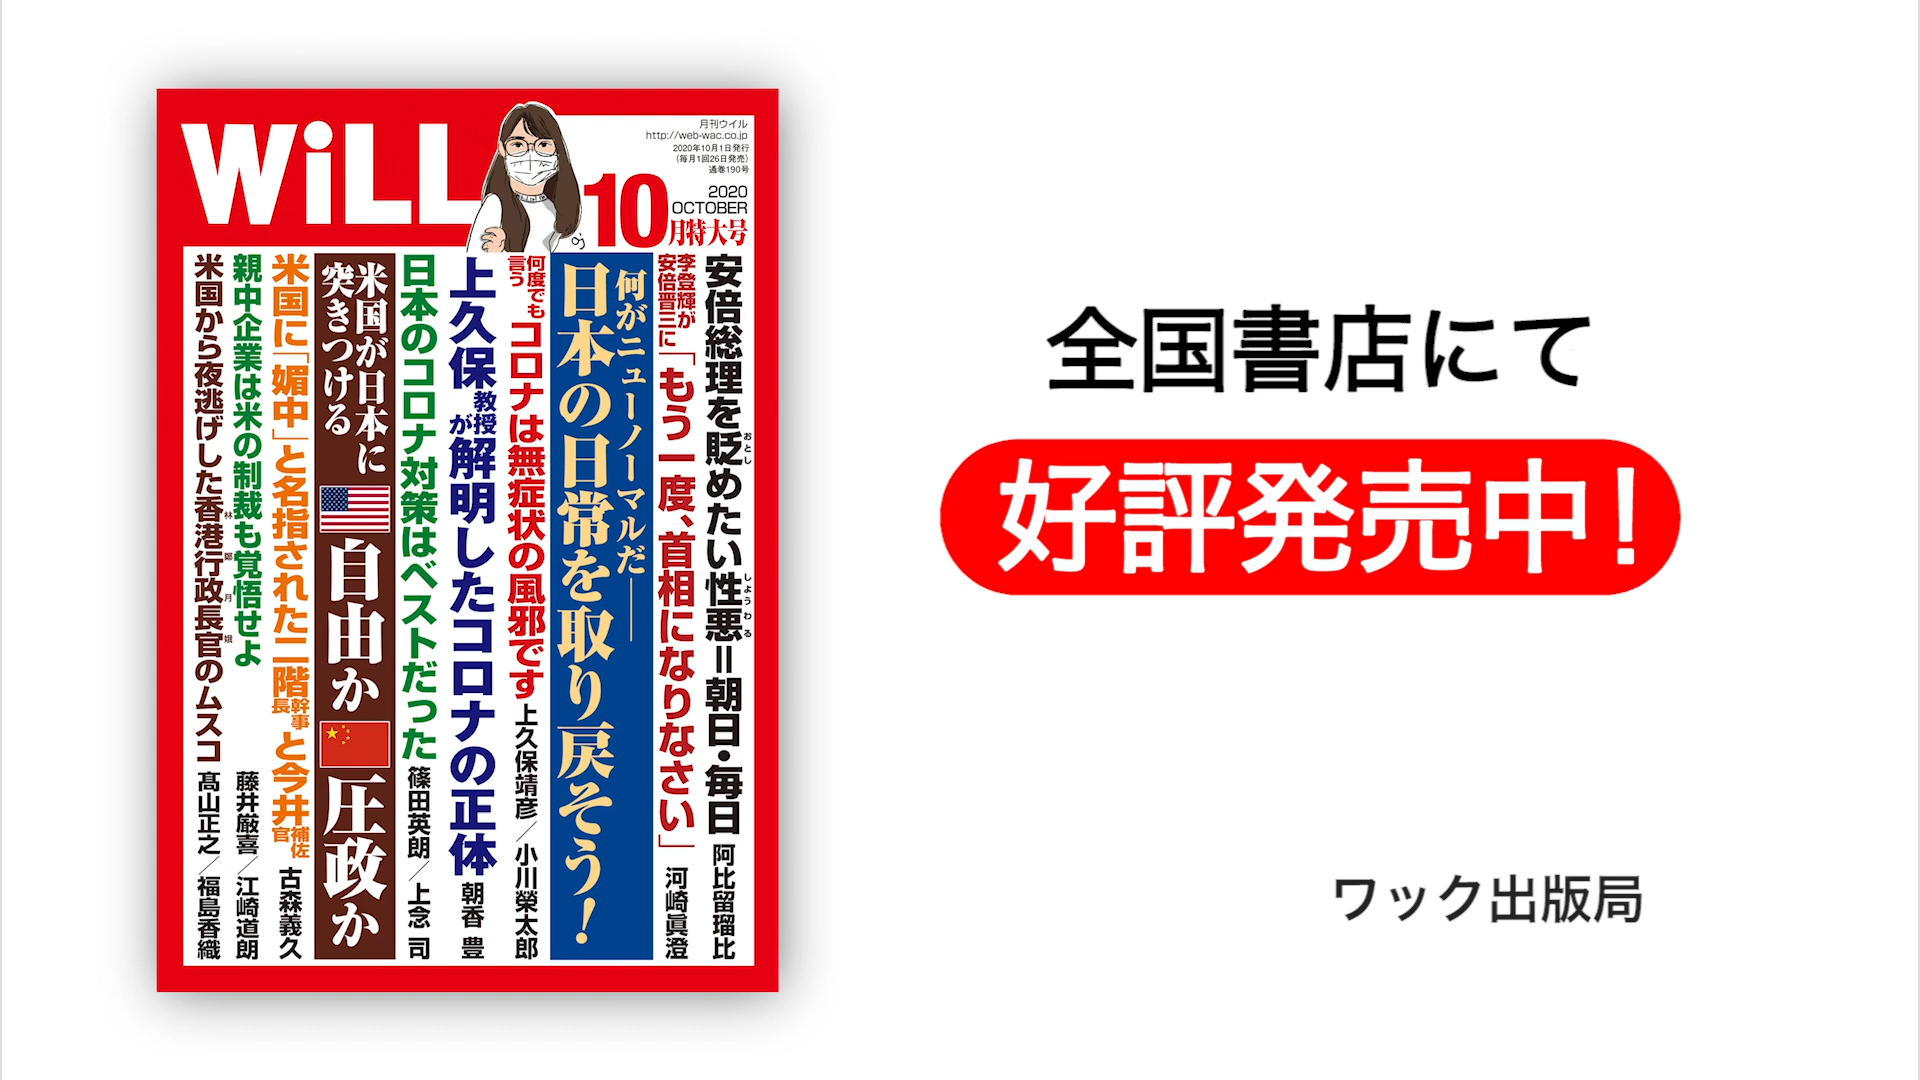 WiLL
月刊ウイル
http://web-wac.co.jp
2020年10月1日発行
(毎月1回26日発売)
通巻190号
10
2020
OCTOBER
月特大号
安倍総理を貶めたい性悪=朝日・毎日 阿比留瑠比
おとし
しょうわる
李登輝が
安倍晋三に
「もう一度、首相になりなさい」 河崎眞澄
何がニューノーマルだ――
日本の日常を取り戻そう!
何度でも
言う
コロナは無症状の風邪です 上久保靖彦/小川榮太郎
上久保教授が解明したコロナの正体 朝香 豊
日本のコロナ対策はベストだった 篠田英朗/上念 司
米国が日本に
突きつける
自由か
圧政か
米国に「媚中」と名指された二階幹事長と今井補佐官 古森義久
親中企業は米の制裁も覚悟せよ 藤井厳喜/江崎道朗
米国から夜逃げした香港行政長官のムスコ 髙山正之/福島香織
林鄭月娥
全国書店にて
好評発売中!
ワック出版局